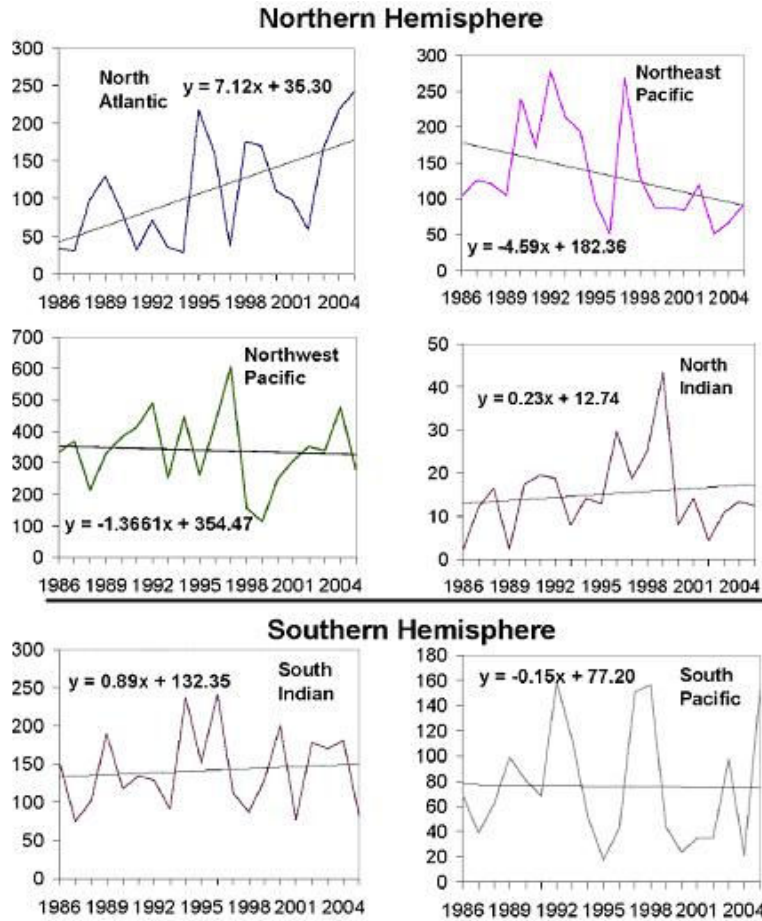 Northern Hemisphere
300
250
200
150
100
50
0
North
Atlantic
y = 7.12x + 35.30
1986 1989 1992 1995 1998 2001 2004
300
250
200
150
100
50
0
Northeast
Pacific
y = -4.59x + 182.36
1986 1989 1992 1995 1998 2001 2004
700
600
500
400
300
200
100
0
Northwest
Pacific
y = -1.3661x + 354.47
1986 1989 1992 1995 1998 2001 2004
50
40
30
20
10
0
North
Indian
y = 0.23x + 12.74
1986 1989 1992 1995 1998 2001 2004
Southern Hemisphere
300
250
200
150
100
50
0
y = 0.89x + 132.35
South
Indian
1986 1989 1992 1995 1998 2001 2004
180
160
140
120
100
80
60
40
20
0
y = -0.15x + 77.20
South
Pacific
1986 1989 1992 1995 1998 2001 2004